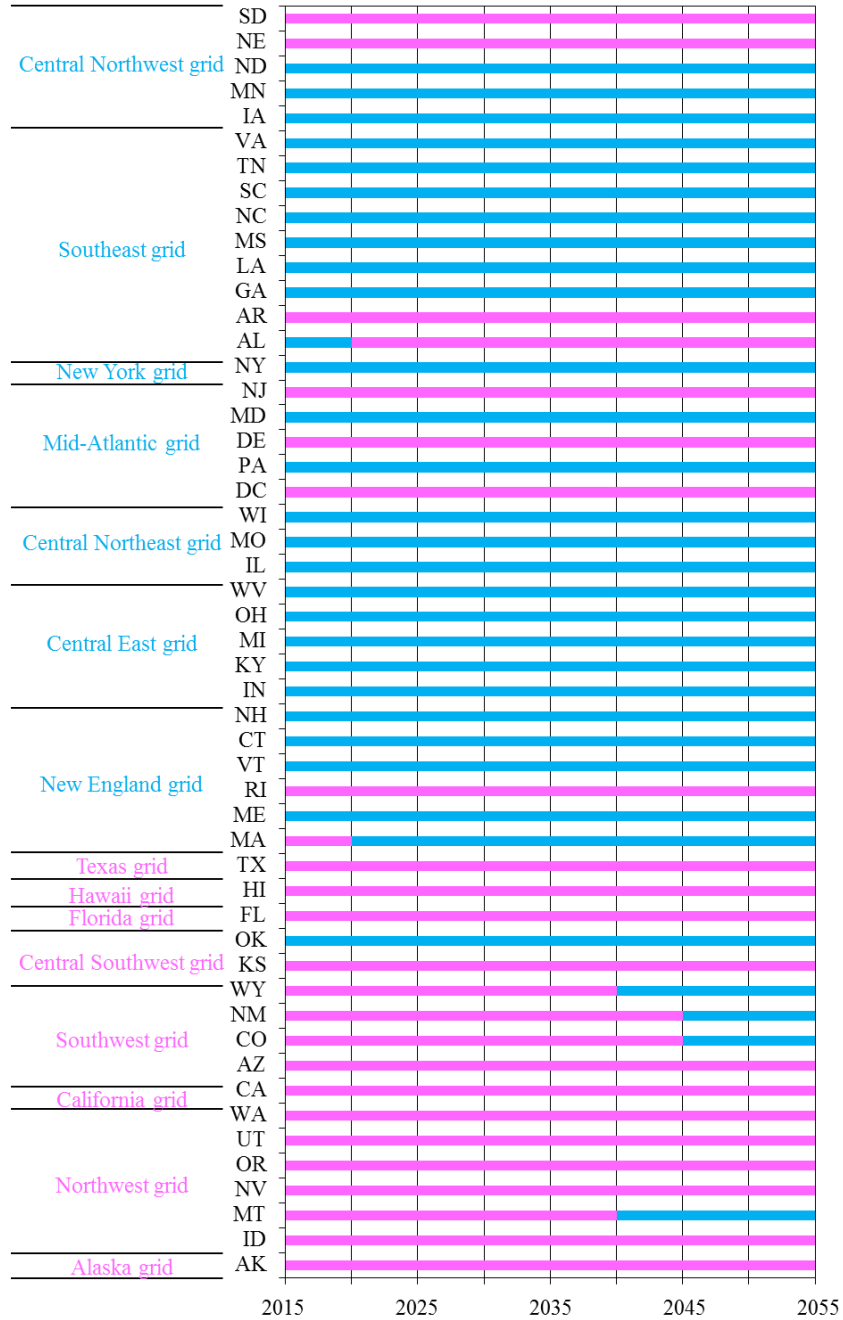 Central Northwest grid
SD
NE
ND
MN
IA
Southeast grid
VA
TN
SC
NC
MS
LA
GA
AR
AL
New York grid
NY
Mid-Atlantic grid
NJ
MD
DE
PA
DC
Central Northeast grid
WI
MO
IL
Central East grid
WV
OH
MI
KY
IN
New England grid
NH
CT
VT
RI
ME
MA
Texas grid
TX
Hawaii grid
HI
Florida grid
FL
Central Southwest grid
OK
KS
Southwest grid
WY
NM
CO
AZ
California grid
CA
Northwest grid
WA
UT
OR
NV
MT
ID
Alaska grid
AK
2015 2025 2035 2045 2055